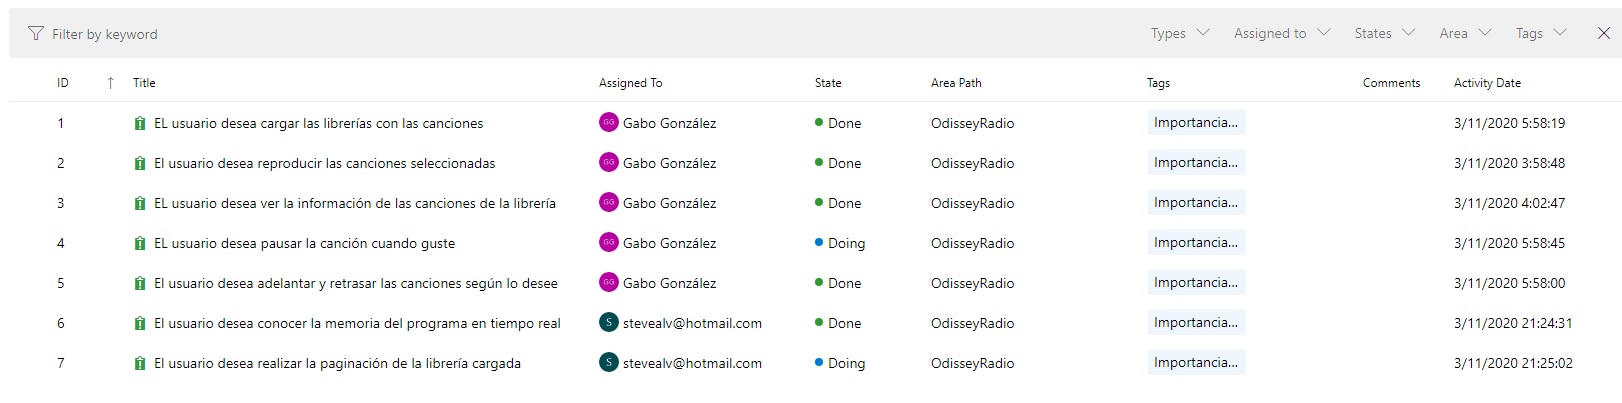 Filter by keyword Types Assigned to States Area Tags
ID ↑ Title Assigned To State Area Path Tags Comments Activity Date
1 EL usuario desea cargar las librerías con las canciones GG Gabo González Done OdisseyRadio Importancia... 3/11/2020 5:58:19
2 El usuario desea reproducir las canciones seleccionadas GG Gabo González Done OdisseyRadio Importancia... 3/11/2020 3:58:48
3 EL usuario desea ver la información de las canciones de la librería GG Gabo González Done OdisseyRadio Importancia... 3/11/2020 4:02:47
4 EL usuario desea pausar la canción cuando guste GG Gabo González Doing OdisseyRadio Importancia... 3/11/2020 5:58:45
5 El usuario desea adelantar y retrasar las canciones según lo desee GG Gabo González Done OdisseyRadio Importancia... 3/11/2020 5:58:00
6 El usuario desea conocer la memoria del programa en tiempo real S stevealv@hotmail.com Done OdisseyRadio Importancia... 3/11/2020 21:24:31
7 El usuario desea realizar la paginación de la librería cargada S stevealv@hotmail.com Doing OdisseyRadio Importancia... 3/11/2020 21:25:02